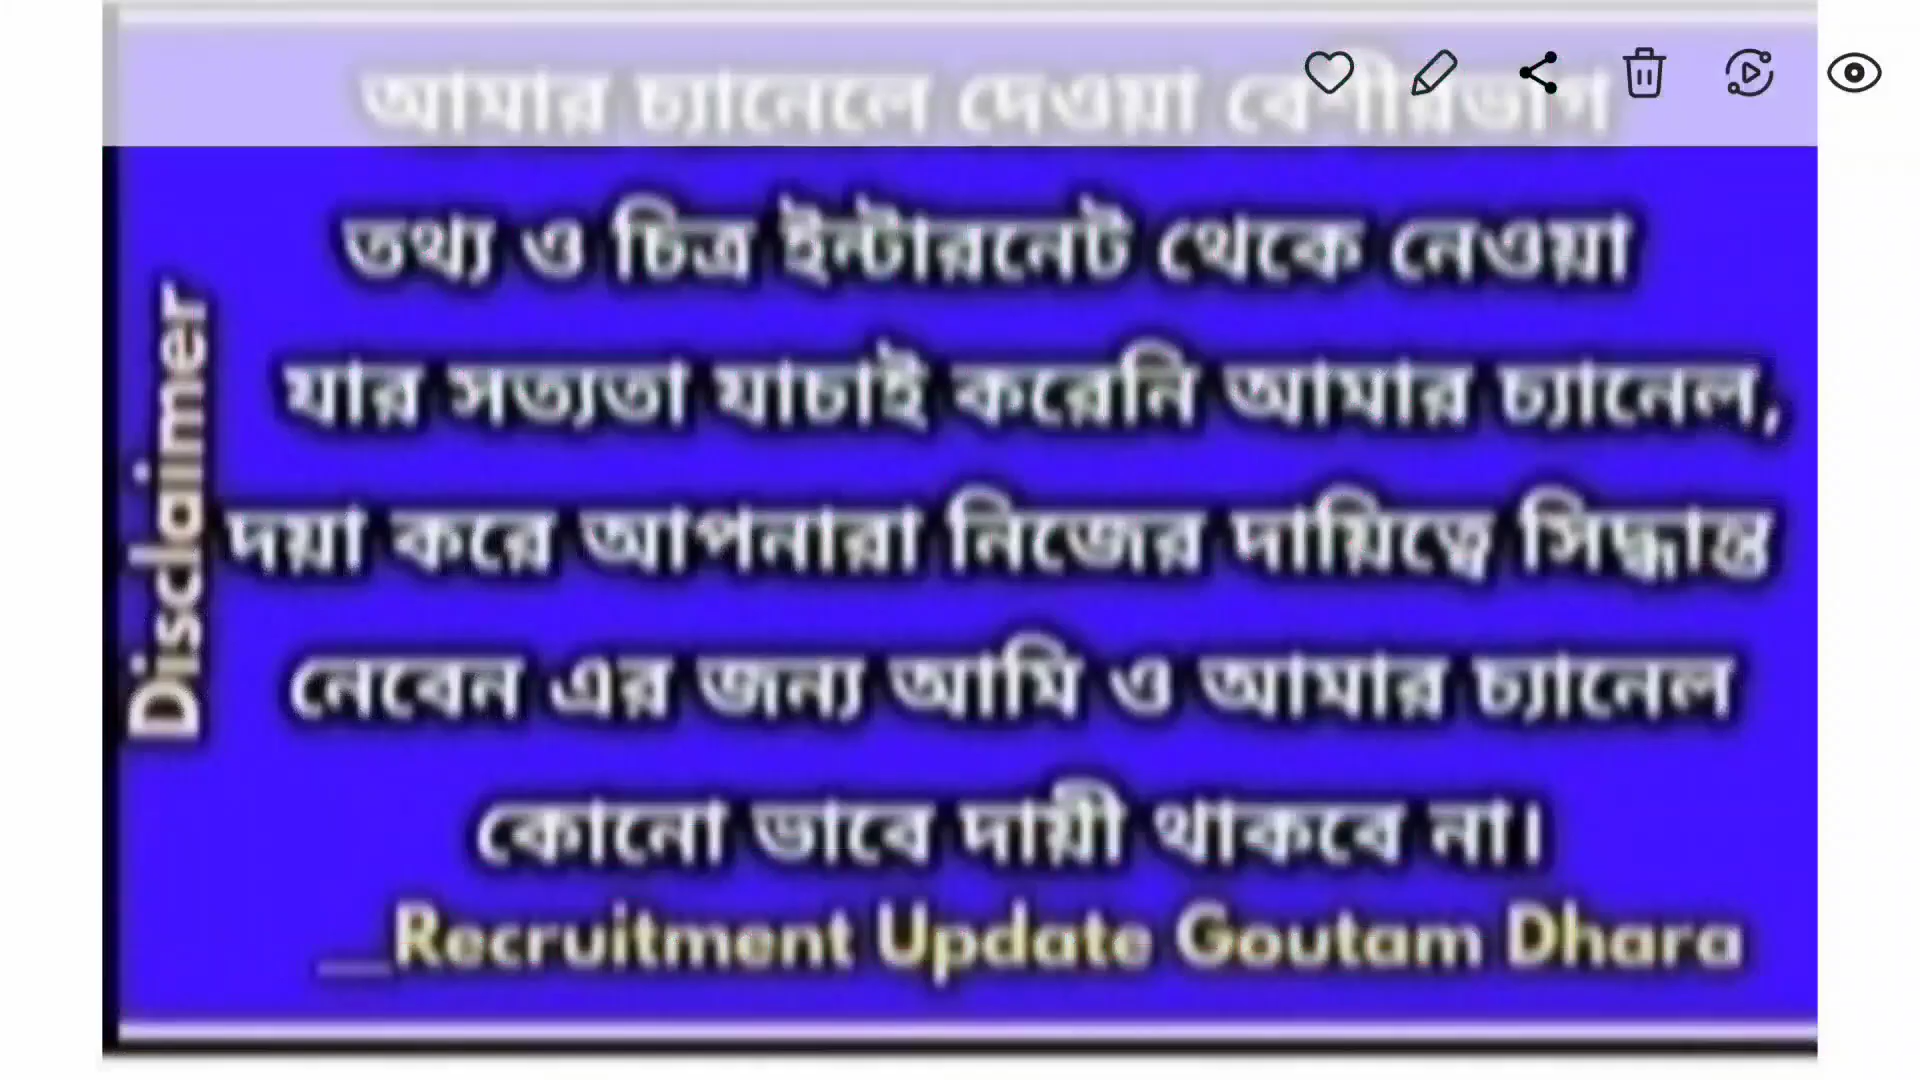 আমার চ্যানেলে দেওয়া বেশীরভাগ
তথ্য ও চিত্র ইন্টারনেট থেকে নেওয়া
যার সত্যতা যাচাই করেনি আমার চ্যানেল,
দয়া করে আপনারা নিজের দায়িত্বে সিদ্ধান্ত
নেবেন এর জন্য আমি ও আমার চ্যানেল
কোনো ভাবে দায়ী থাকবে না।
__Recruitment Update Goutam Dhara
Disclaimer